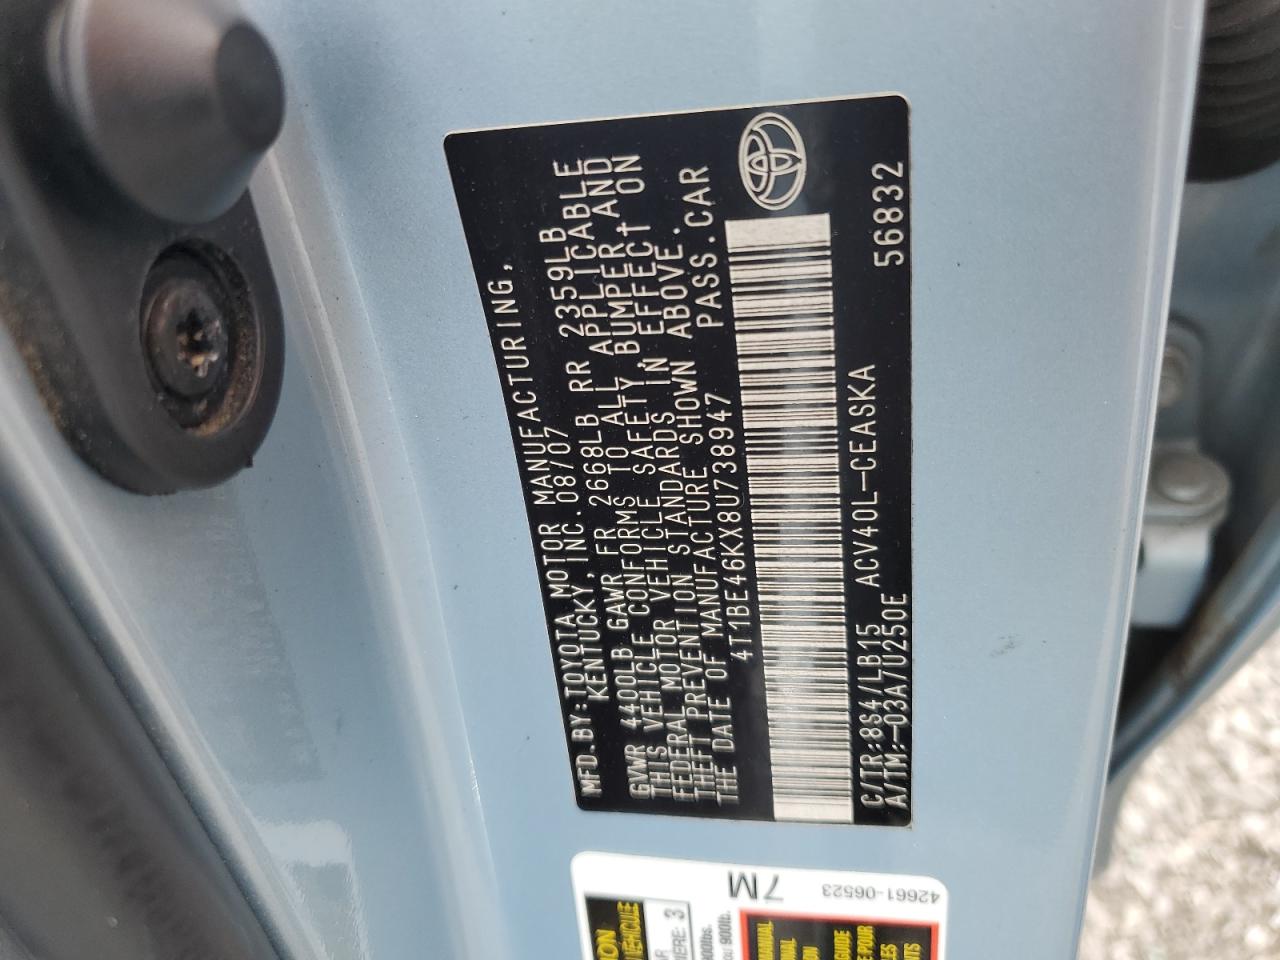 MFD.BY:TOYOTA MOTOR MANUFACTURING,
KENTUCKY, INC. 08/07
GVWR 4400LB GAWR FR 2668LB RR 2359LB
THIS VEHICLE CONFORMS TO ALL APPLICABLE
FEDERAL MOTOR VEHICLE SAFETY, BUMPER, AND
THEFT PREVENTION STANDARDS IN EFFECT ON
THE DATE OF MANUFACTURE SHOWN ABOVE.
4T1BE46KX8U738947 PASS.CAR
C/TR:8S4/LB15 ACV40L-CEASKA 56832
A/TM:-03A7U250E
7M
42661-06523